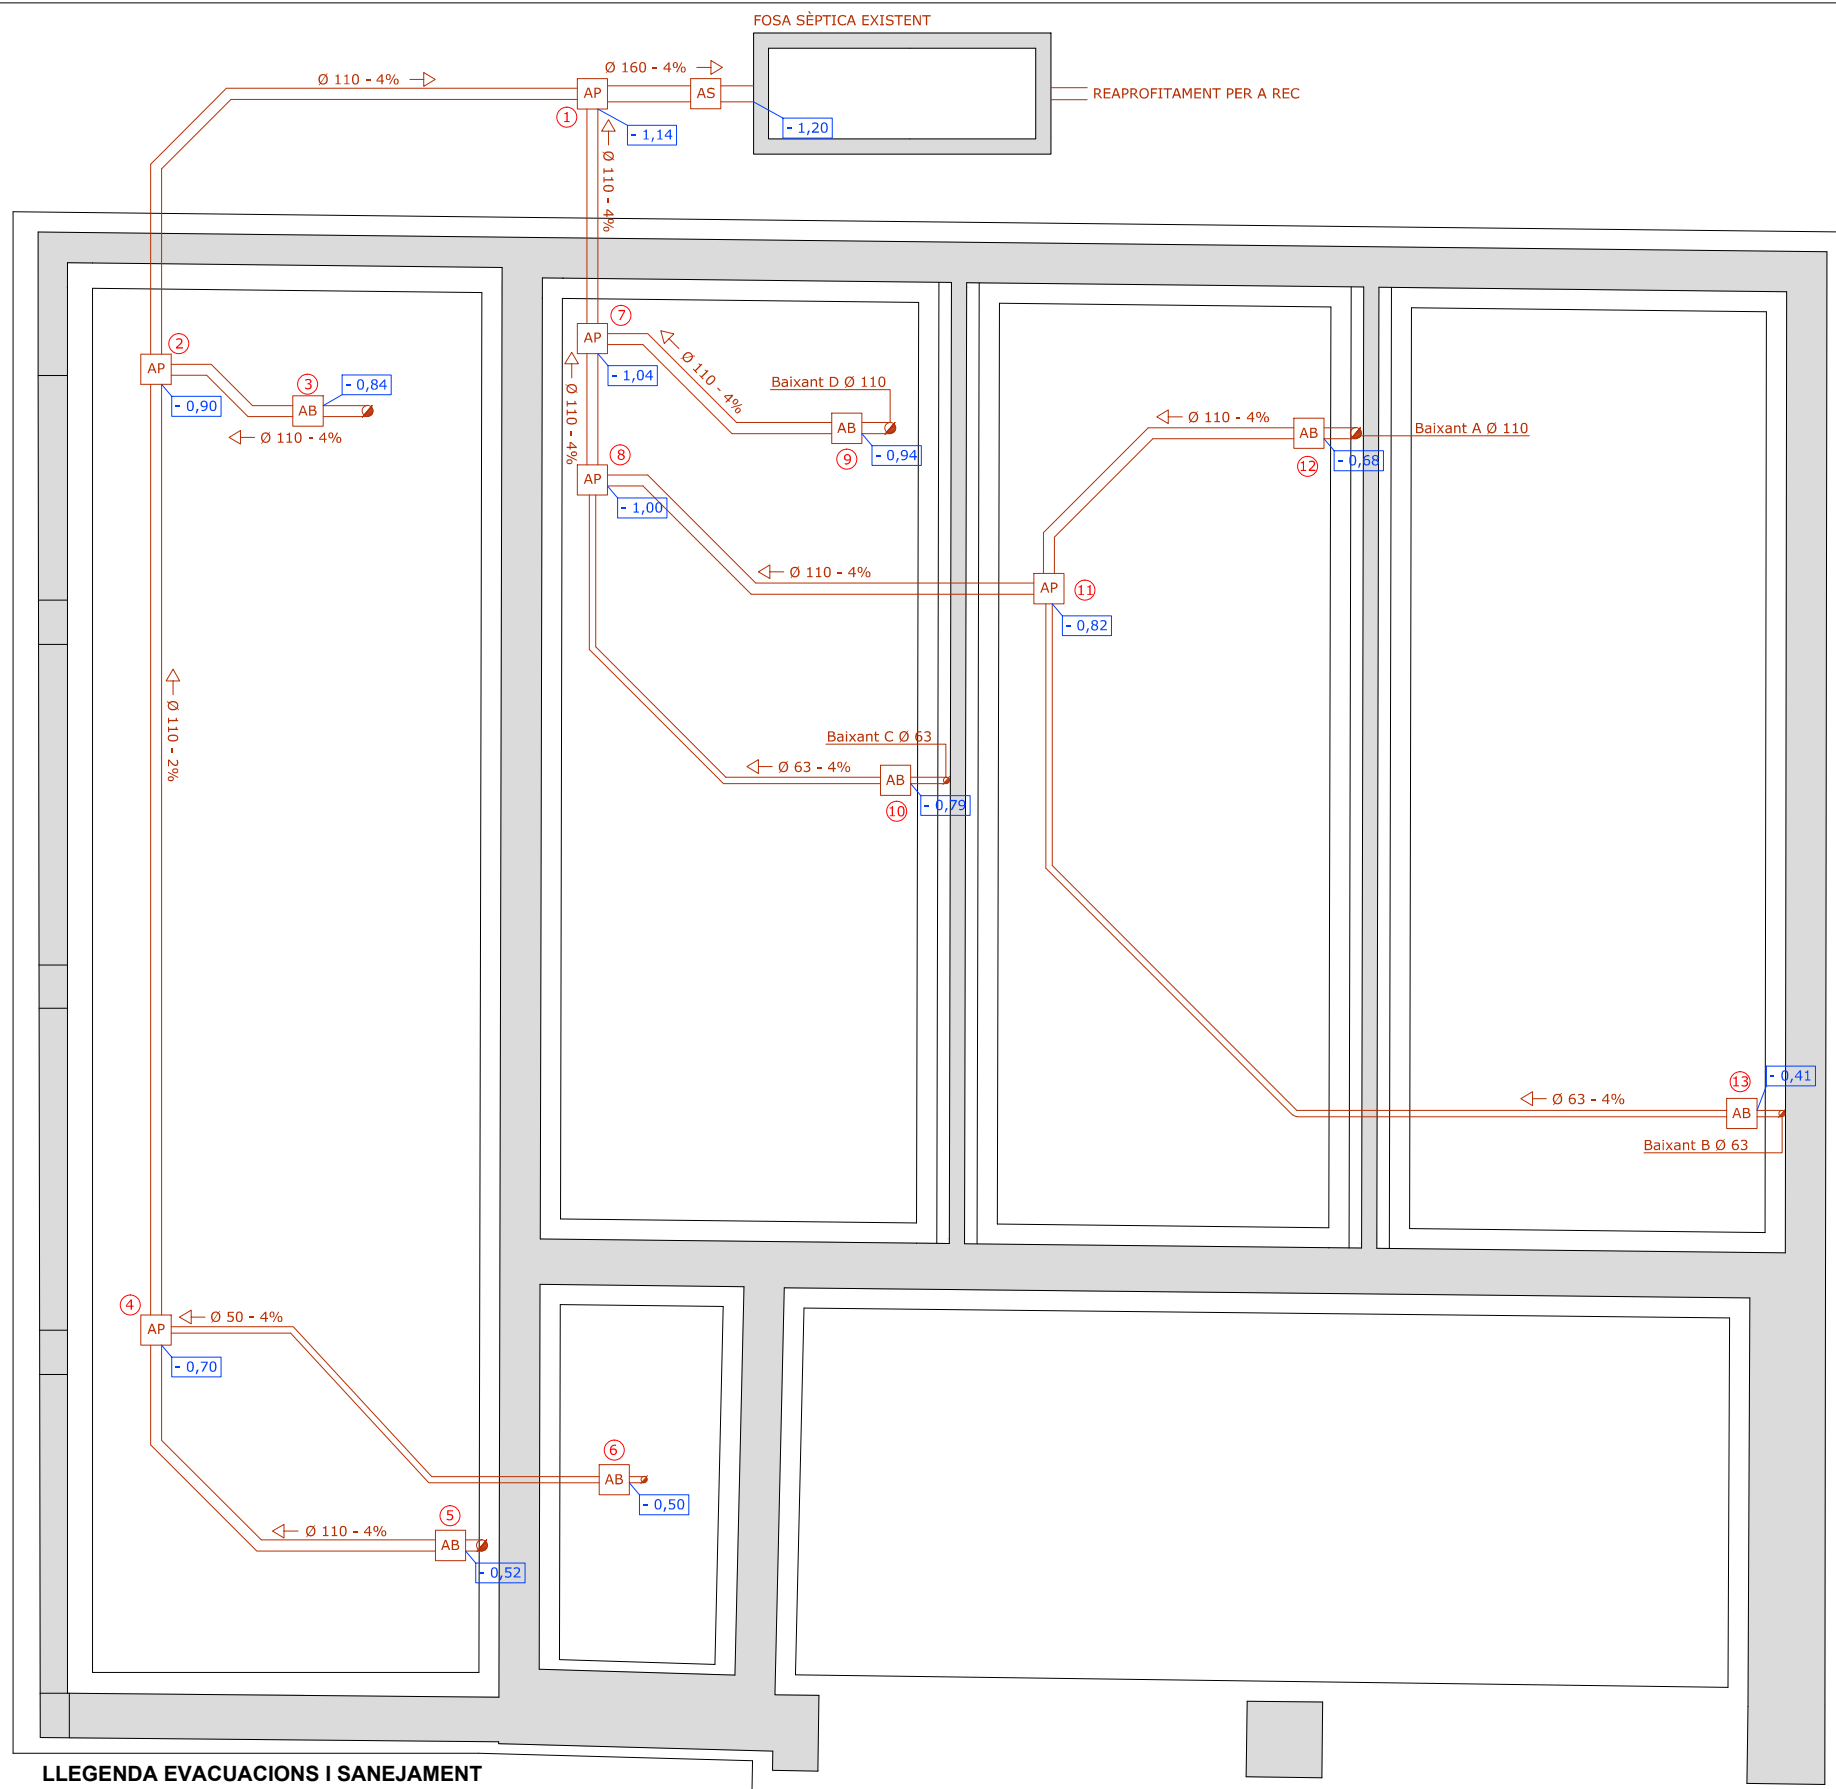 FOSA SÈPTICA EXISTENT
Ø 110 - 4%
AP
Ø 160 - 4%
AS
REAPROFITAMENT PER A REC
1
- 1,14
- 1,20
Ø 110 - 4%
2
AP
- 0,90
3
AB
- 0,84
Ø 110 - 4%
7
AP
- 1,04
Ø 110 - 4%
Ø 110 - 4%
Baixant D Ø 110
AB
9
- 0,94
8
AP
- 1,00
Ø 110 - 4%
AB
12
- 0,68
Baixant A Ø 110
Ø 110 - 4%
AP
11
- 0,82
Ø 110 - 2%
Baixant C Ø 63
Ø 63 - 4%
AB
10
- 0,79
Ø 63 - 4%
13
AB
- 0,41
Baixant B Ø 63
4
AP
- 0,70
Ø 50 - 4%
6
AB
- 0,50
Ø 110 - 4%
5
AB
- 0,52
LLEGENDA EVACUACIONS I SANEJAMENT